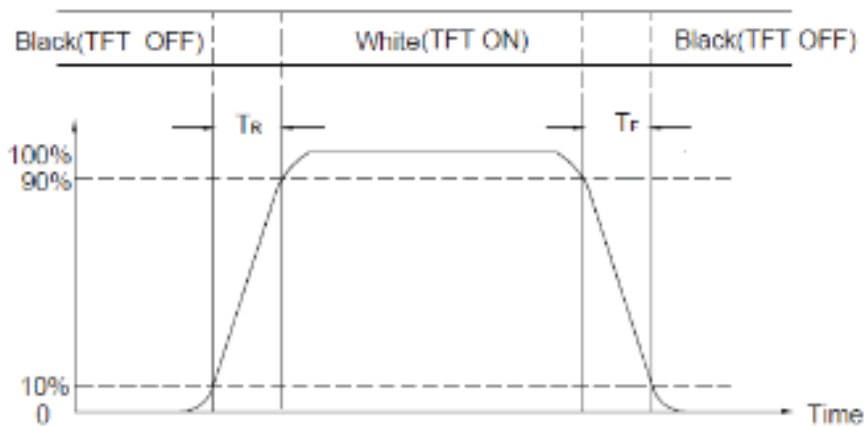 Black(TFT OFF) White(TFT ON) Black(TFT OFF)
TR TF
100%
90%
10%
0 Time